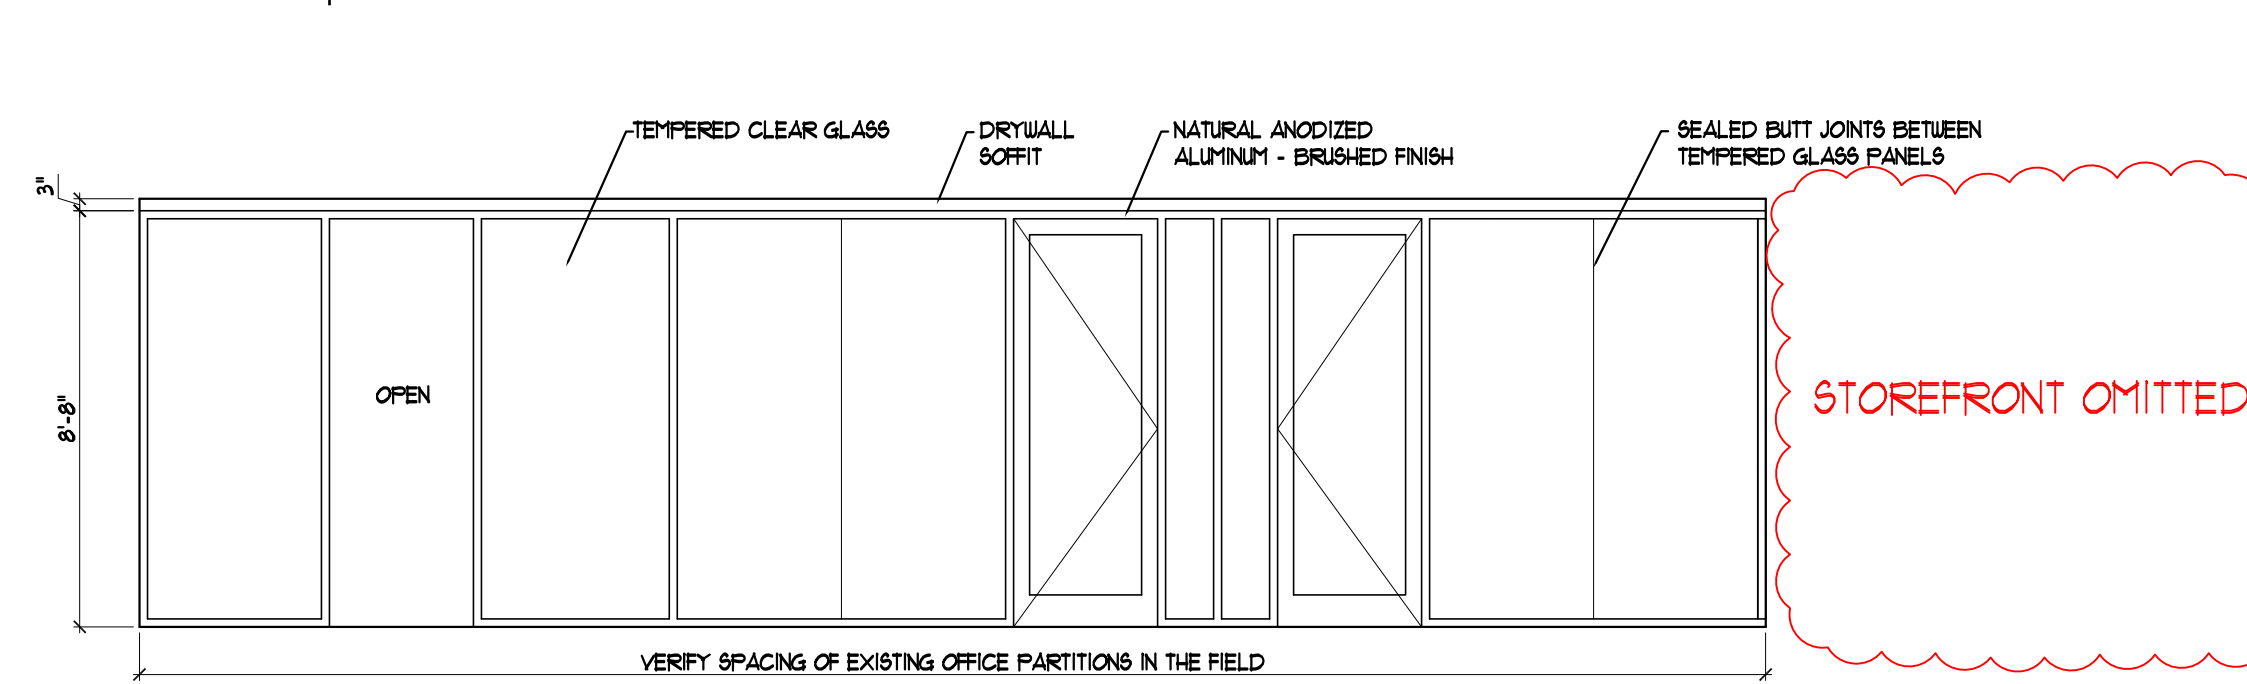 TEMPERED CLEAR GLASS
DRYWALL
SOFFIT
NATURAL ANODIZED
ALUMINUM - BRUSHED FINISH
SEALED BUTT JOINTS BETWEEN
TEMPERED GLASS PANELS
3"
8'-8"
OPEN
STOREFRONT OMITTED
VERIFY SPACING OF EXISTING OFFICE PARTITIONS IN THE FIELD